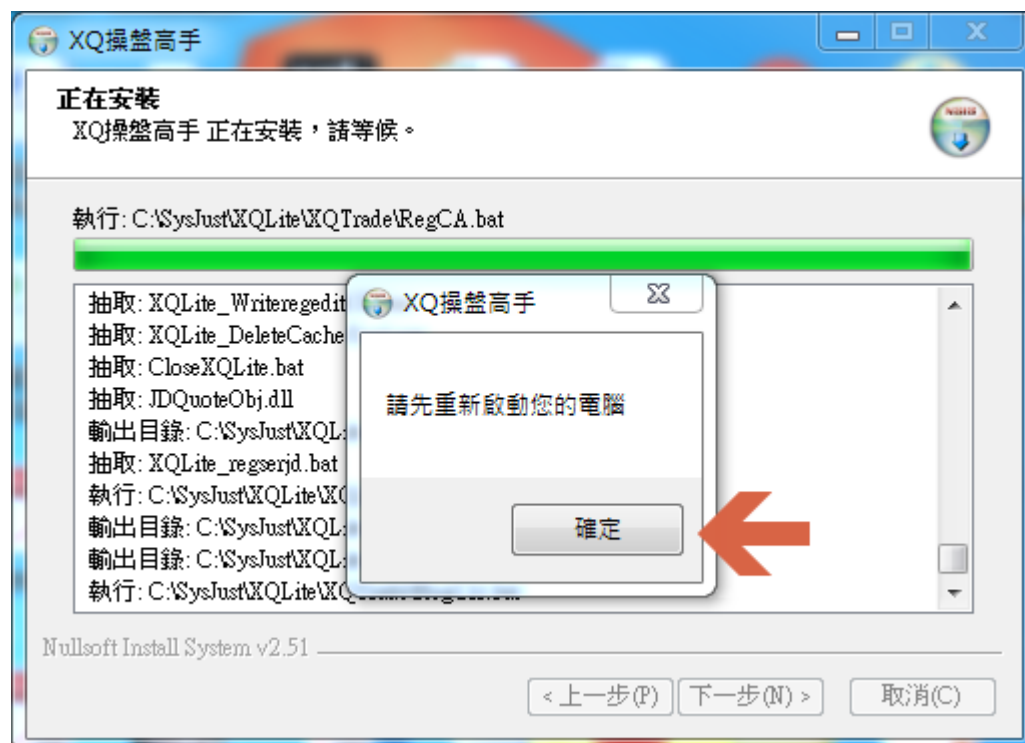 XQ操盤高手
正在安裝
XQ操盤高手 正在安裝，請等候。
執行: C:\SysJust\XQLite\XQTrade\RegCA.bat
抽取: XQLite_Writeregedit
抽取: XQLite_DeleteCache
抽取: CloseXQLite.bat
抽取: JDQuoteObj.dll
輸出目錄: C:\SysJust\XQL
抽取: XQLite_regserjd.bat
執行: C:\SysJust\XQLite\XQ
輸出目錄: C:\SysJust\XQL
輸出目錄: C:\SysJust\XQL
執行: C:\SysJust\XQLite\XQ
XQ操盤高手
請先重新啟動您的電腦
確定
Nullsoft Install System v2.51
< 上一步(P)
下一步(N) >
取消(C)